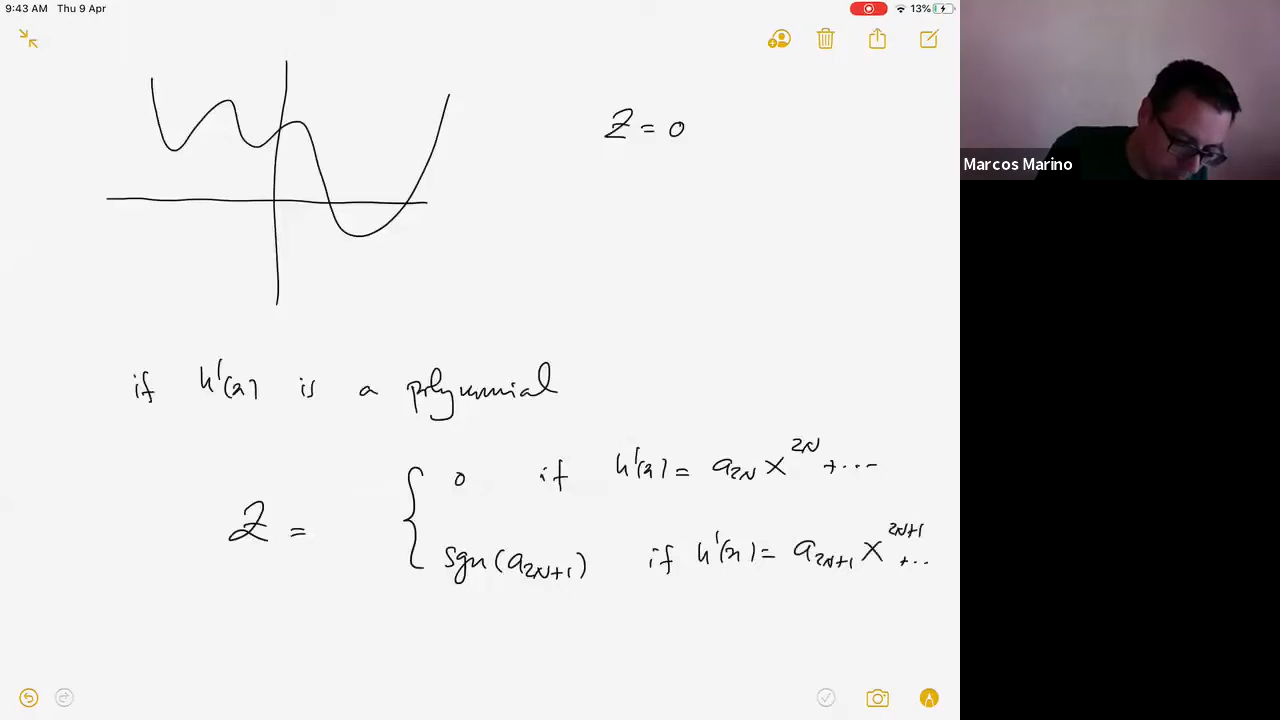 9:43 AM Thu 9 Apr
13%
Z = 0
Marcos Marino
if h'(x) is a polynomial
Z = { 0 if h'(x) = a_{2N} x^{2N} + ...
sgn(a_{2N+1}) if h'(x) = a_{2N+1} x^{2N+1} + ...